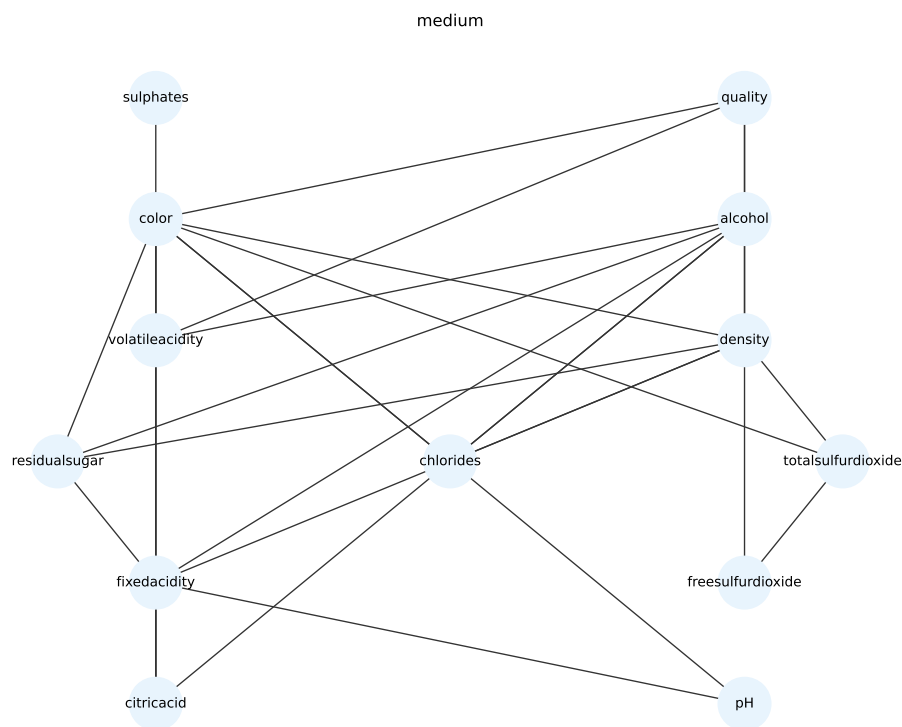 medium
sulphates
quality
color
alcohol
volatileacidity
density
residualsugar
chlorides
totalsulfurdioxide
fixedacidity
freesulfurdioxide
citricacid
pH